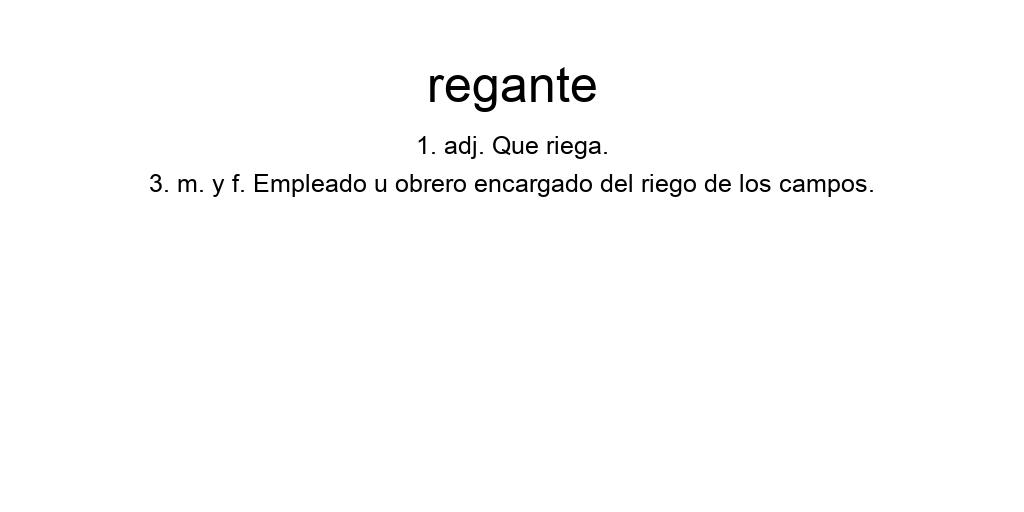 regante
1. adj. Que riega.
3. m. y f. Empleado u obrero encargado del riego de los campos.